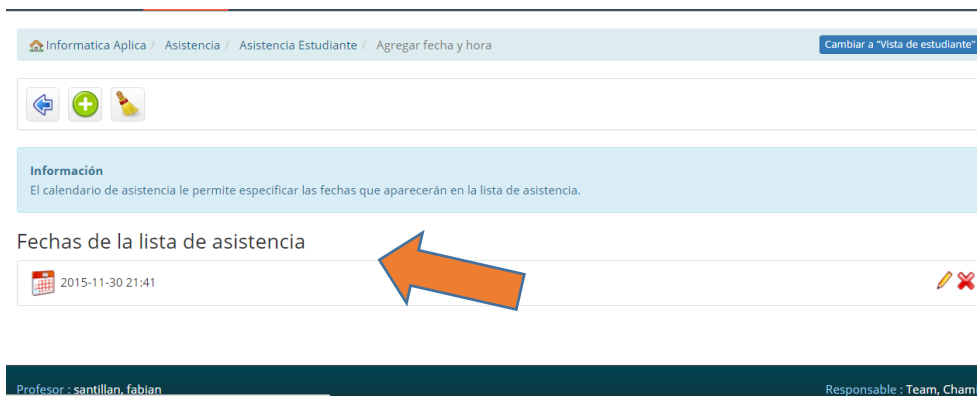 Informatica Aplica / Asistencia / Asistencia Estudiante / Agregar fecha y hora
Cambiar a "Vista de estudiante"
Información
El calendario de asistencia le permite especificar las fechas que aparecerán en la lista de asistencia.
Fechas de la lista de asistencia
2015-11-30 21:41
Profesor : santillan, fabian
Responsable : Team, Cham